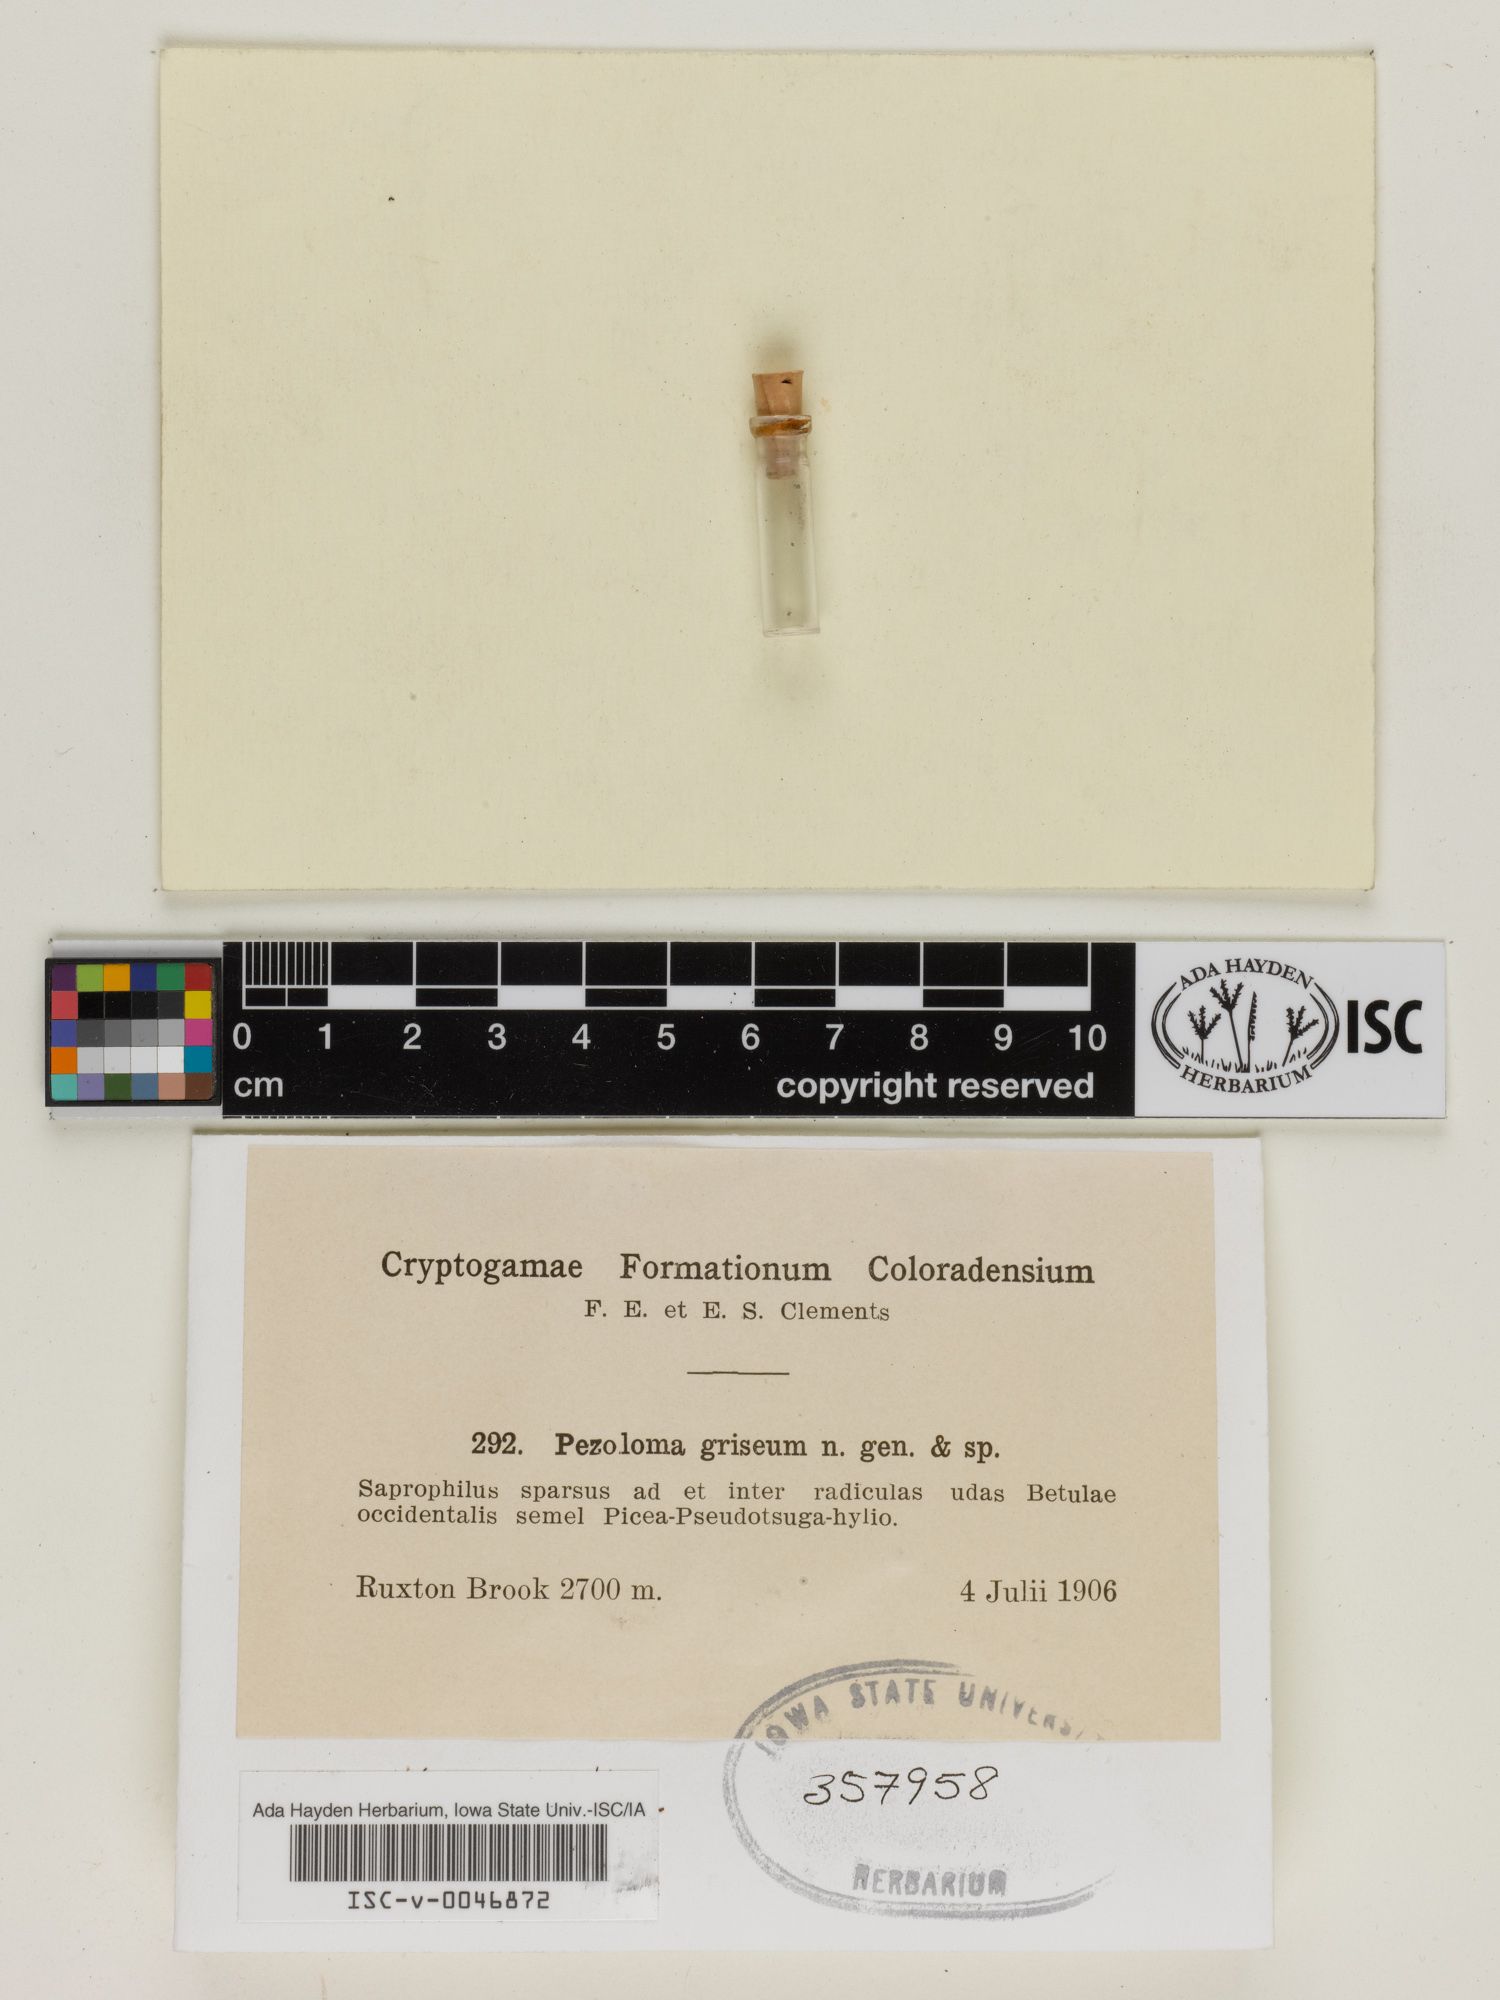 0 1 2 3 4 5 6 7 8 9 10
cm copyright reserved
ADA HAYDEN
HERBARIUM
ISC
Cryptogamae Formationum Coloradensium
F. E. et E. S. Clements
292. Pezoloma griseum n. gen. & sp.
Saprophilus sparsus ad et inter radiculas udas Betulae
occidentalis semel Picea-Pseudotsuga-hylio.
Ruxton Brook 2700 m. 4 Julii 1906
IOWA STATE UNIVERSI
357958
HERBARIUM
Ada Hayden Herbarium, Iowa State Univ.-ISC/IA
ISC-v-0046872